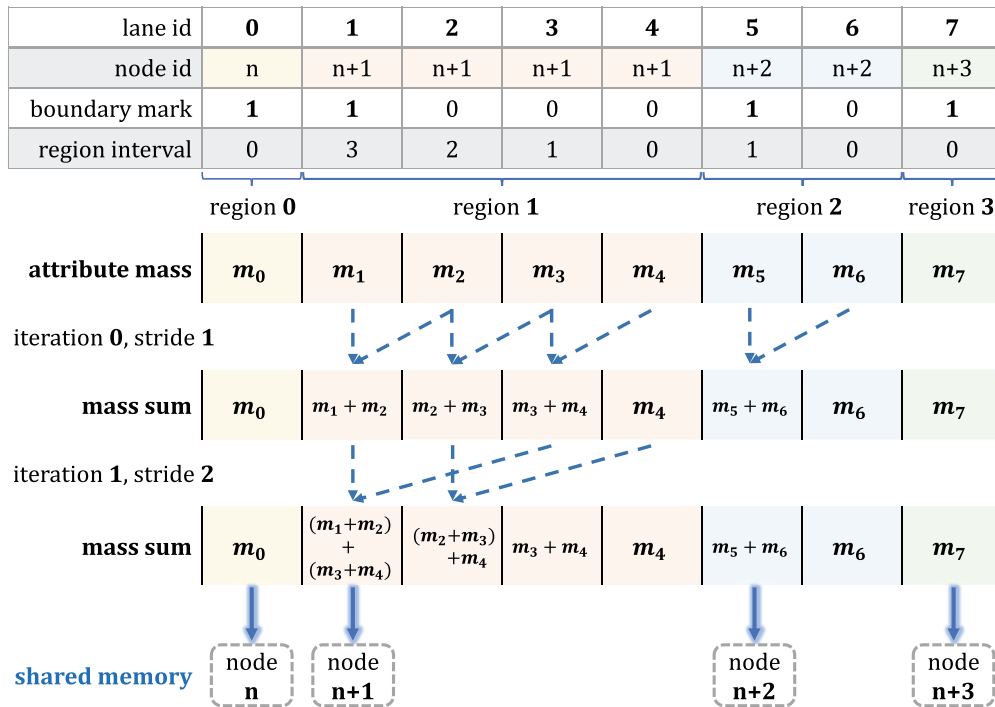 lane id 0 1 2 3 4 5 6 7
node id n n+1 n+1 n+1 n+1 n+2 n+2 n+3
boundary mark 1 1 0 0 0 1 0 1
region interval 0 3 2 1 0 1 0 0
region 0 region 1 region 2 region 3
attribute mass m₀ m₁ m₂ m₃ m₄ m₅ m₆ m₇
iteration 0, stride 1
mass sum m₀ m₁ + m₂ m₂ + m₃ m₃ + m₄ m₄ m₅ + m₆ m₆ m₇
iteration 1, stride 2
mass sum m₀ (m₁+m₂) + (m₃+m₄) (m₂+m₃) +m₄ m₃ + m₄ m₄ m₅ + m₆ m₆ m₇
shared memory node n node n+1 node n+2 node n+3